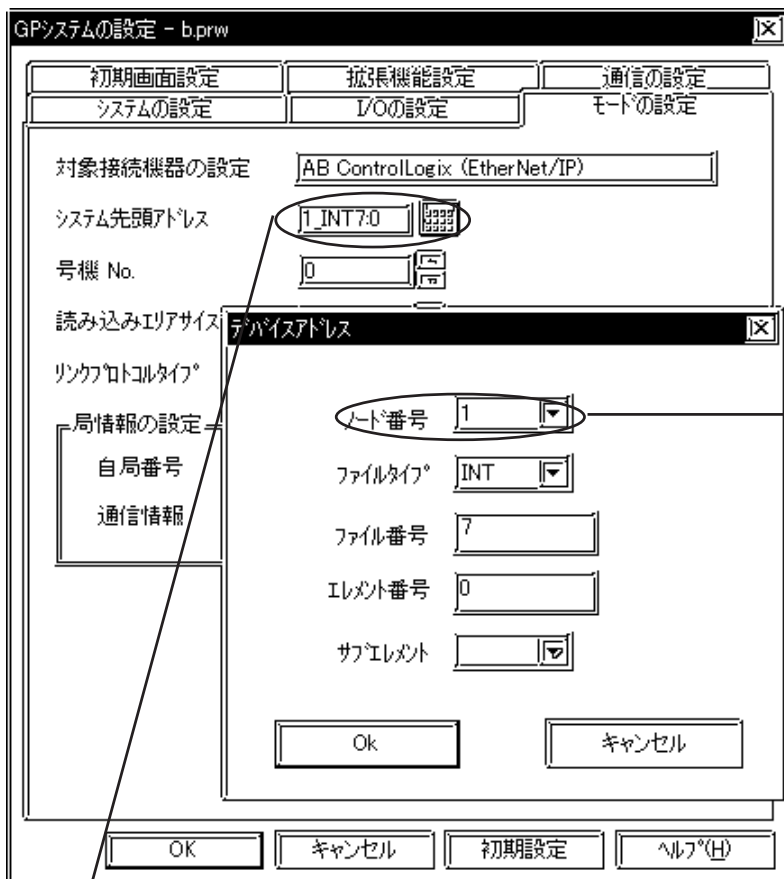 GPシステムの設定 - b.prw
初期画面設定 拡張機能設定 通信の設定
システムの設定 I/Oの設定 モードの設定
対象接続機器の設定 AB ControlLogix (EtherNet/IP)
システム先頭アドレス 1_INT7:0
号機 No. 0
読み込みエリアサイズ
リンクプロトコルタイプ
局情報の設定
自局番号
通信情報
デバイスアドレス
ノード番号 1
ファイルタイプ INT
ファイル番号 7
エレメント番号 0
サブエレメント
Ok キャンセル
OK キャンセル 初期設定 ヘルプ(H)